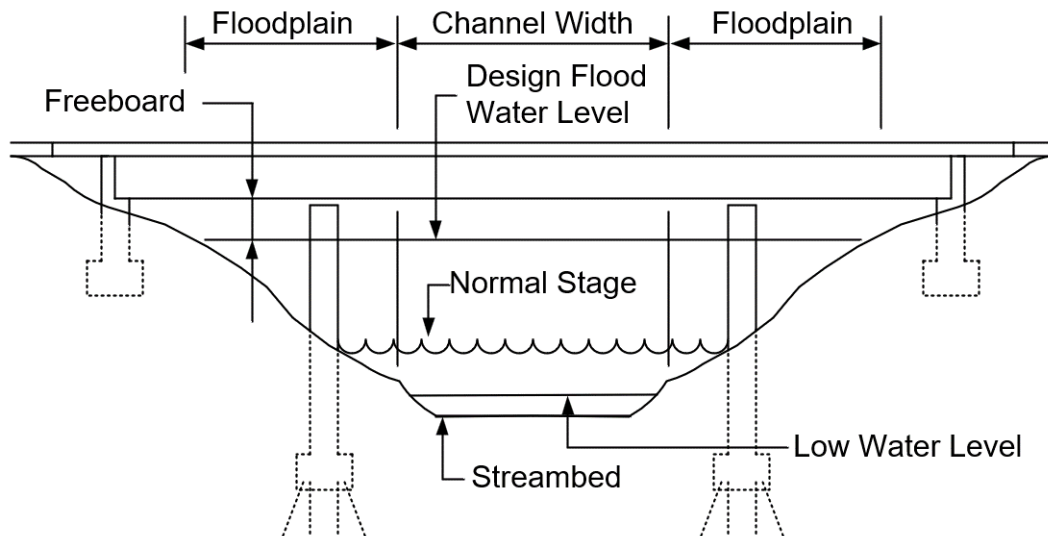 Floodplain
Channel Width
Floodplain
Design Flood
Water Level
Freeboard
Normal Stage
Low Water Level
Streambed